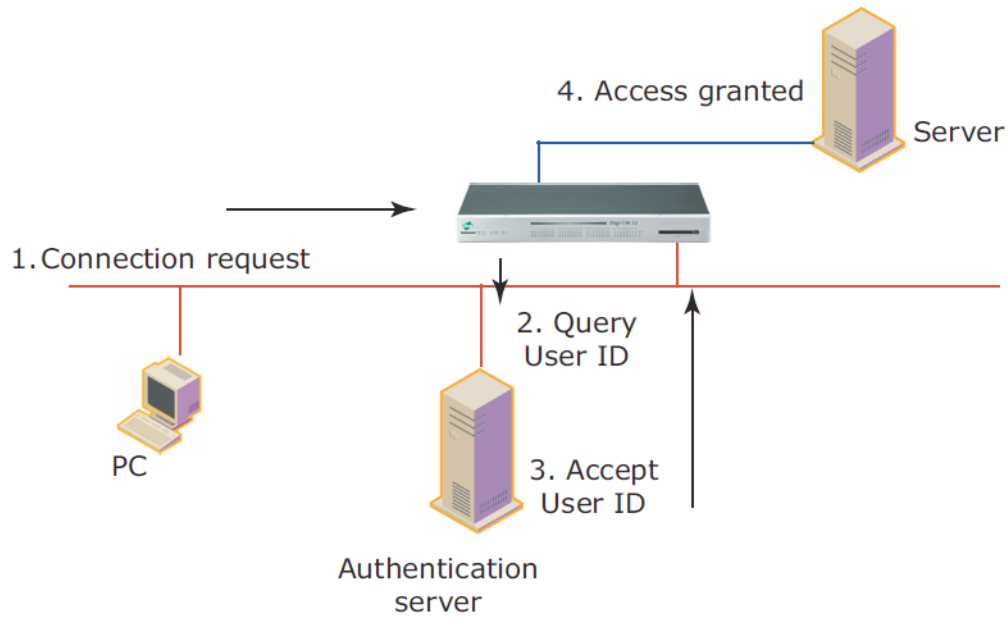 4. Access granted
Server
1. Connection request
2. Query
User ID
PC
3. Accept
User ID
Authentication
server